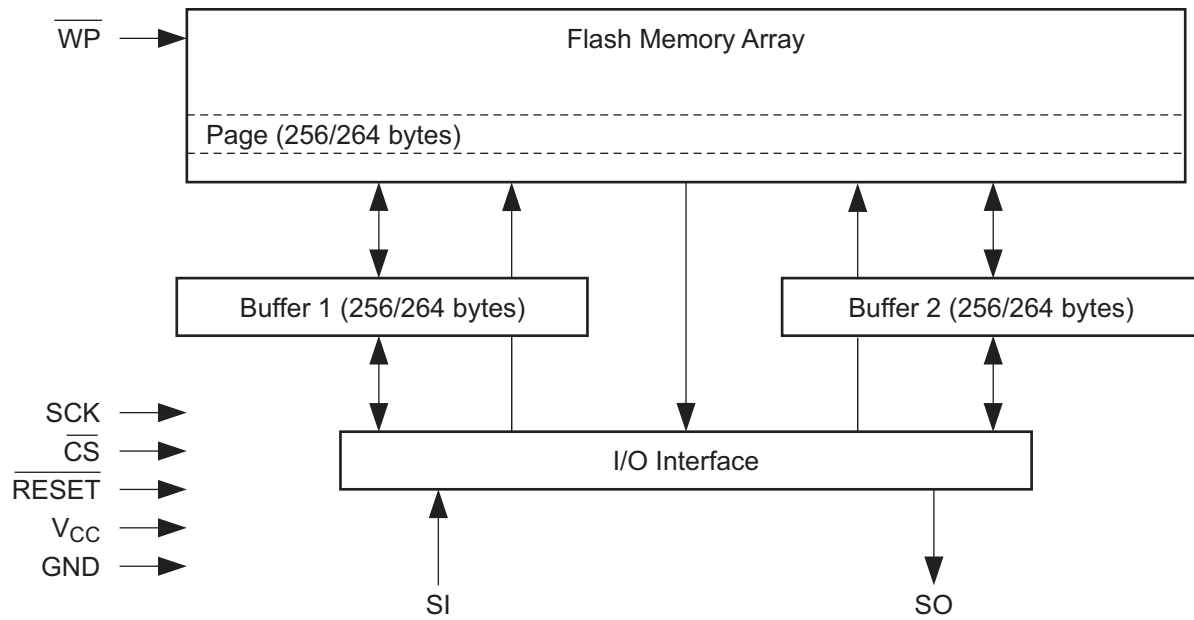 WP
Flash Memory Array
Page (256/264 bytes)
Buffer 1 (256/264 bytes)
Buffer 2 (256/264 bytes)
SCK
CS
RESET
VCC
GND
I/O Interface
SI
SO